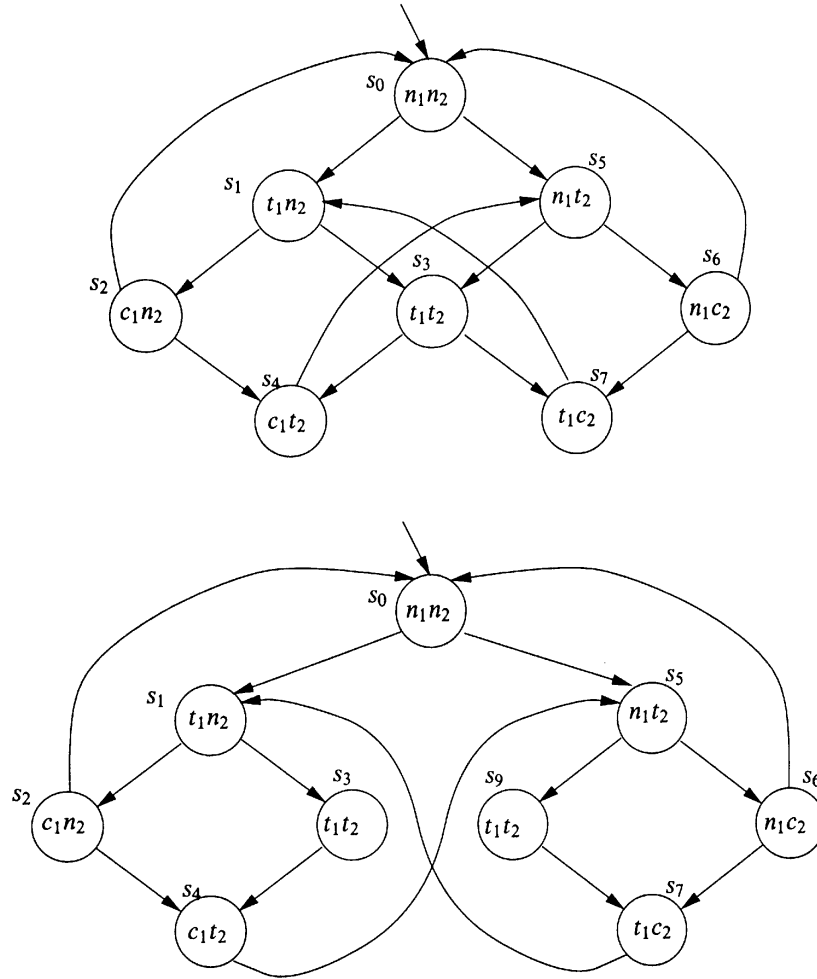 s₀
n₁n₂
s₁
t₁n₂
s₅
n₁t₂
s₂
c₁n₂
s₃
t₁t₂
s₆
n₁c₂
s₄
c₁t₂
s₇
t₁c₂
s₀
n₁n₂
s₁
t₁n₂
s₅
n₁t₂
s₂
c₁n₂
s₃
t₁t₂
s₉
t₁t₂
s₆
n₁c₂
s₄
c₁t₂
s₇
t₁c₂